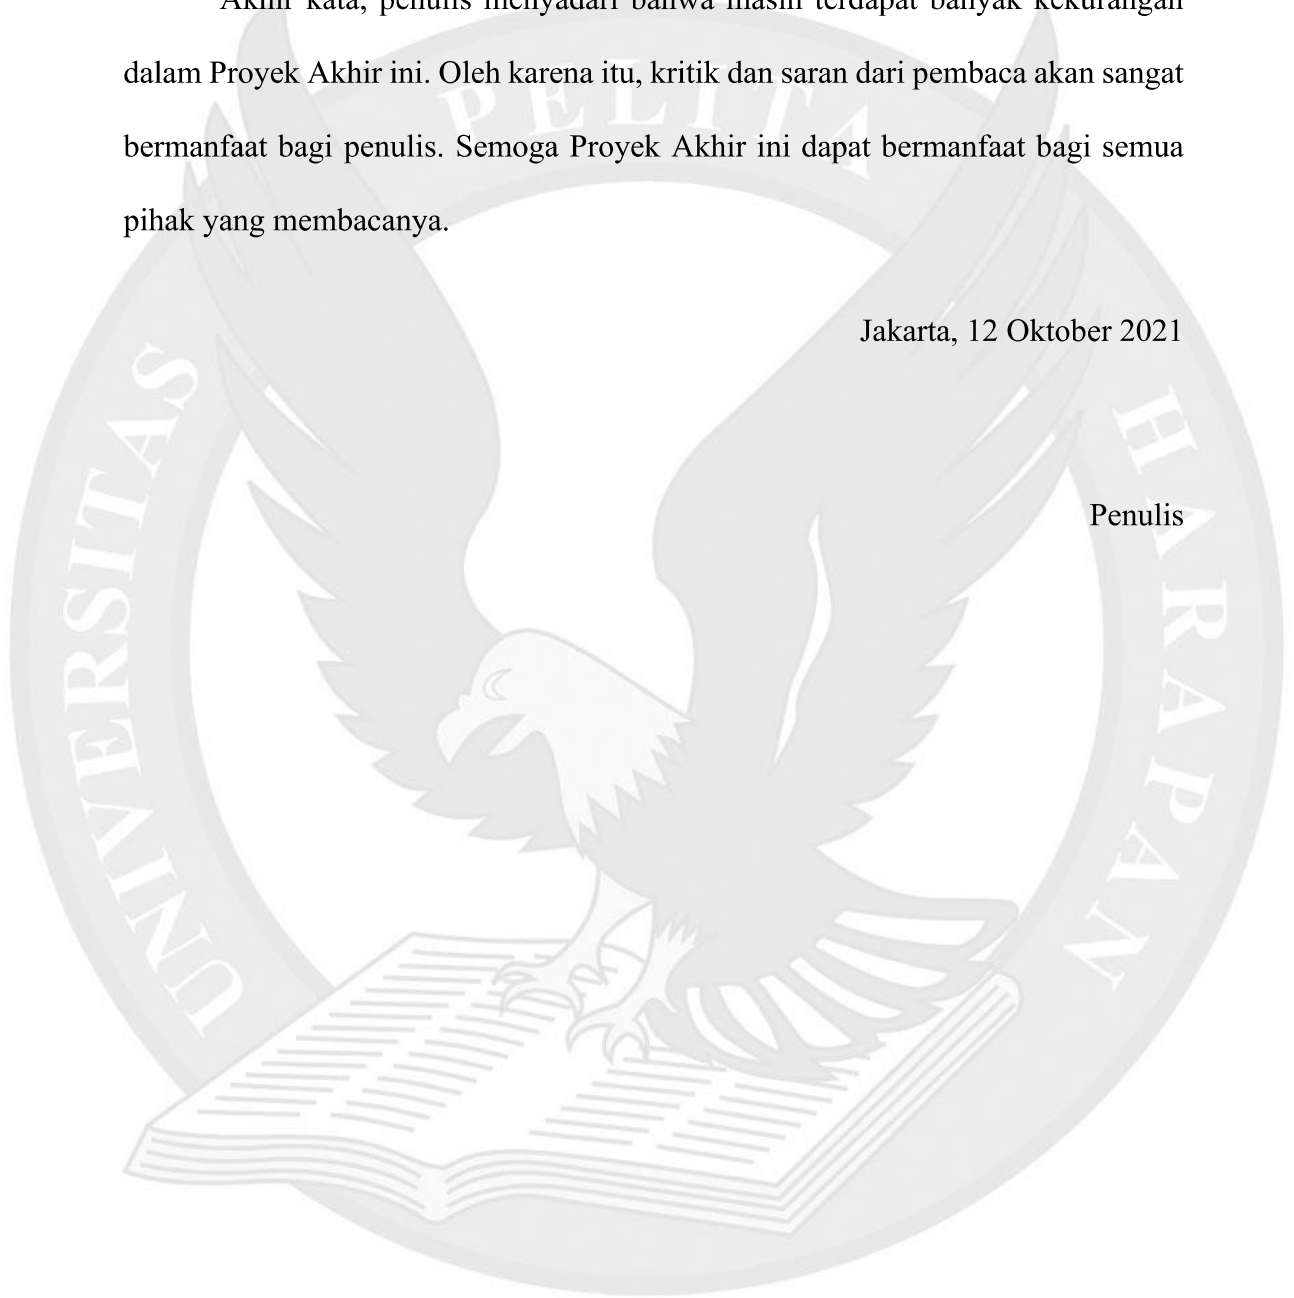 Akhir kata, penulis menyadari bahwa masih terdapat banyak kekurangan
dalam Proyek Akhir ini. Oleh karena itu, kritik dan saran dari pembaca akan sangat
bermanfaat bagi penulis. Semoga Proyek Akhir ini dapat bermanfaat bagi semua
pihak yang membacanya.
Jakarta, 12 Oktober 2021
Penulis
UNIVERSITAS
PELITA
HARAPAN